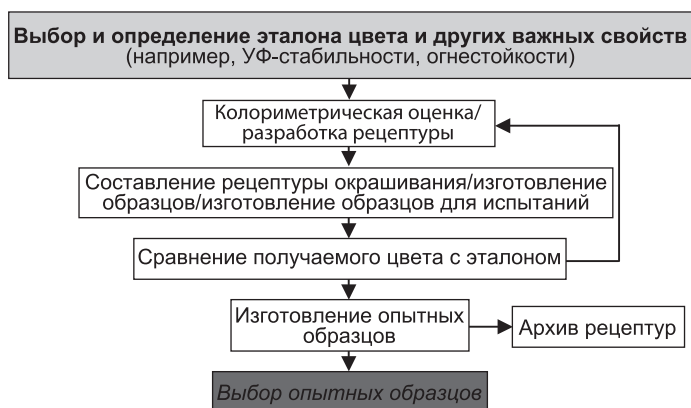 Выбор и определение эталона цвета и других важных свойств
(например, УФ-стабильности, огнестойкости)
Колориметрическая оценка/
разработка рецептуры
Составление рецептуры окрашивания/изготовление
образцов/изготовление образцов для испытаний
Сравнение получаемого цвета с эталоном
Изготовление опытных
образцов
Архив рецептур
Выбор опытных образцов